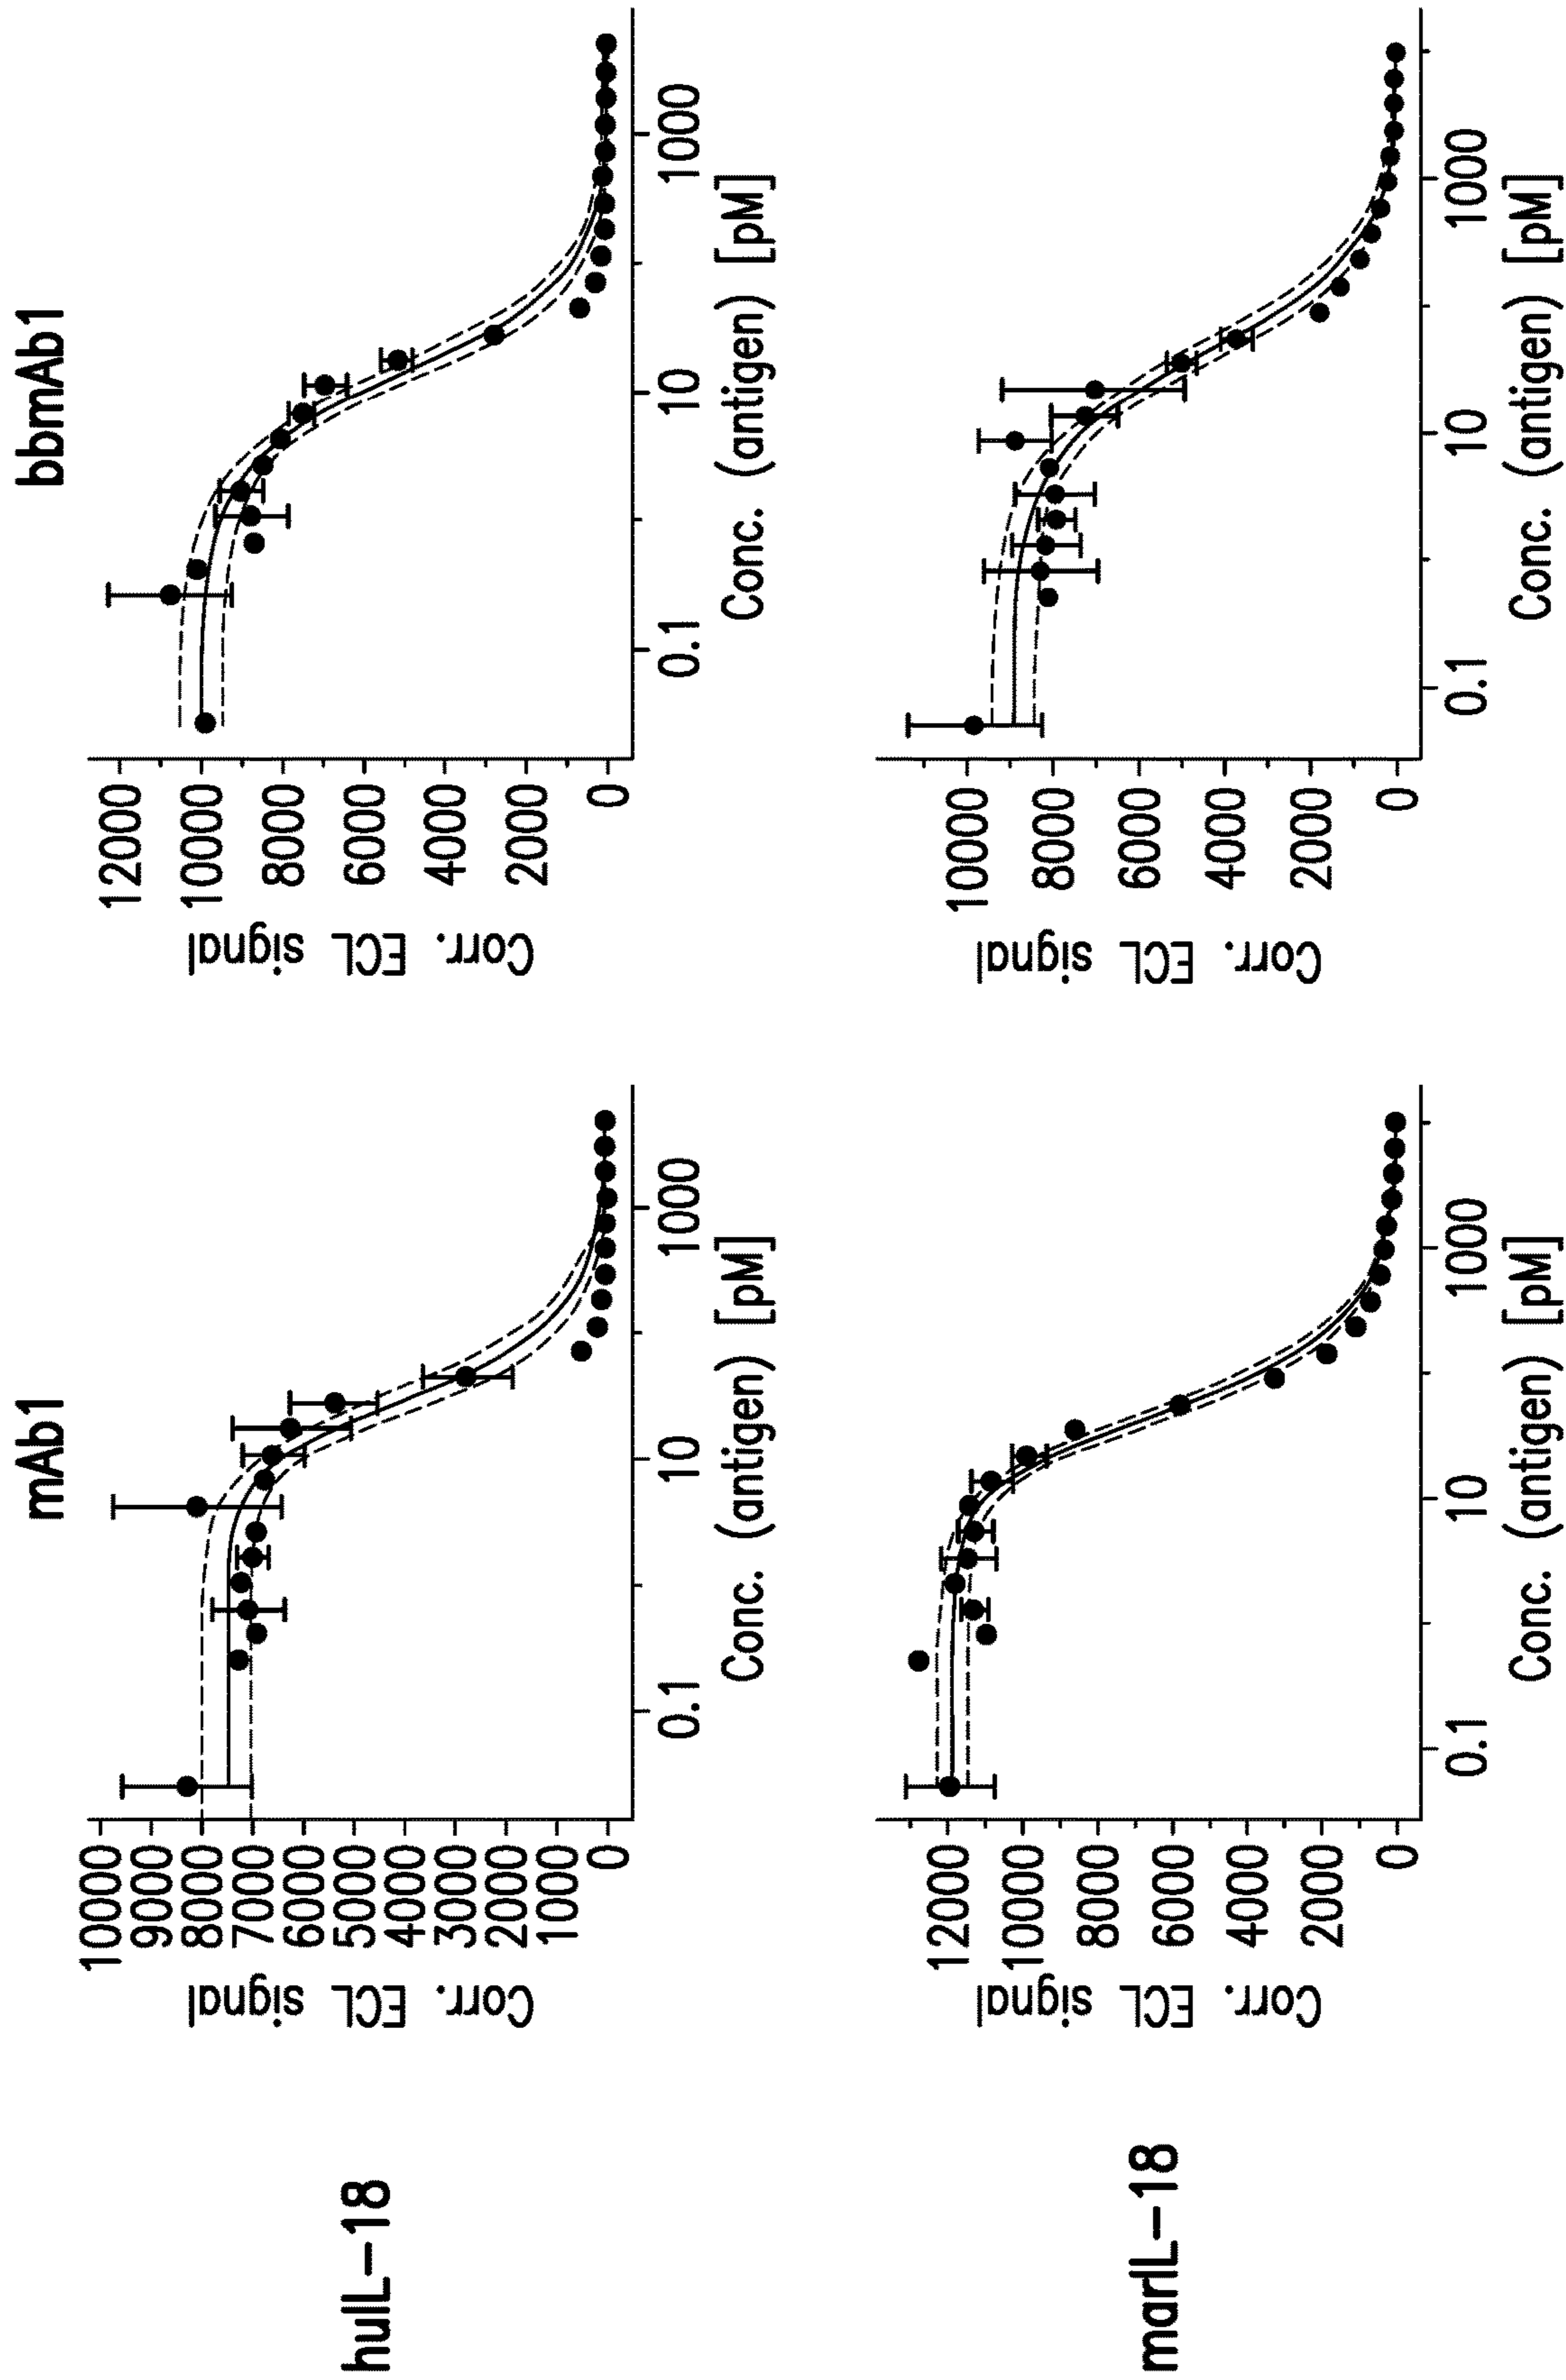 mAb1
bbmAb1
huIL-18
Corr. ECL
signal
10000
9000
8000
7000
6000
5000
4000
3000
2000
1000
0
0.1
10
1000
Conc. (antigen) [pM]
Corr. ECL
signal
12000
10000
8000
6000
4000
2000
0
0.1
10
1000
Conc. (antigen) [pM]
marIL-18
Corr. ECL
signal
12000
10000
8000
6000
4000
2000
0
0.1
10
1000
Conc. (antigen) [pM]
Corr. ECL
signal
10000
8000
6000
4000
2000
0
0.1
10
1000
Conc. (antigen) [pM]